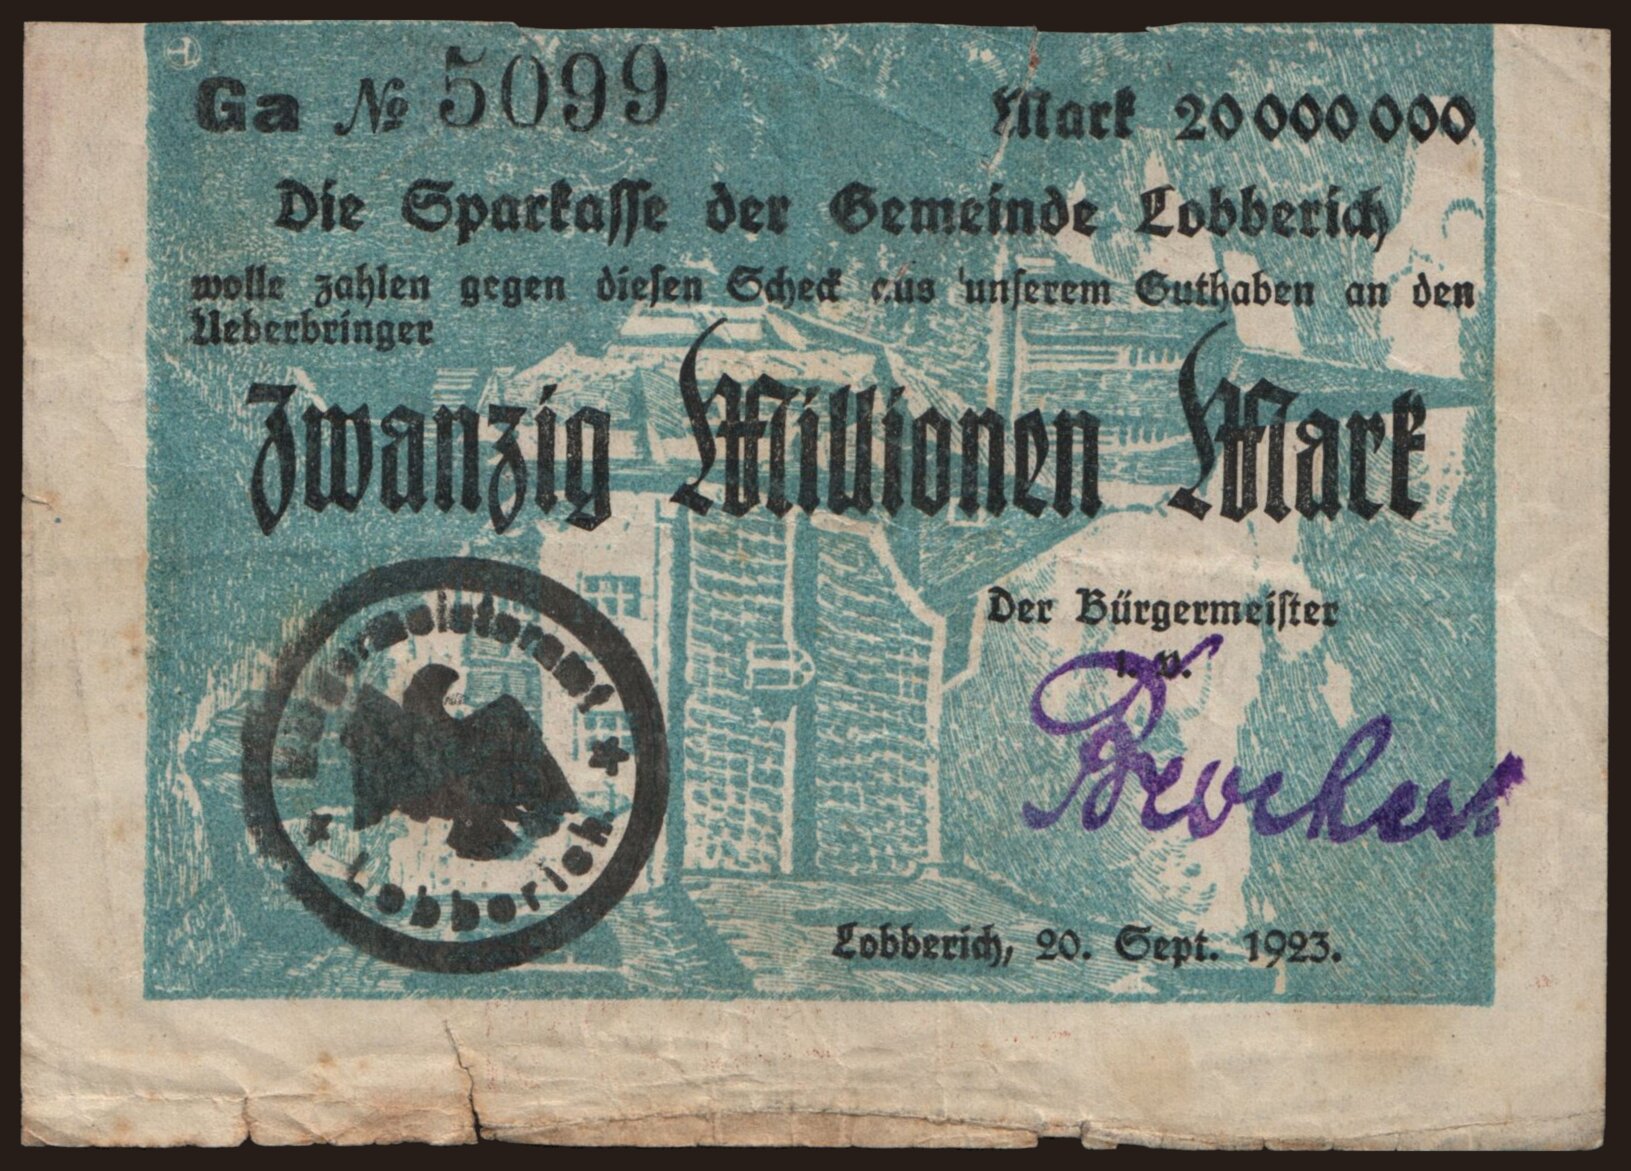 Ga № 5099
Mark 20 000 000
Die Sparkasse der Gemeinde Lobberich
wolle zahlen gegen diesen Scheck aus unserem Guthaben an den
Ueberbringer
Zwanzig Millionen Mark
Bürgermeisteramt
Lobberich
Der Bürgermeister
i. V.
Lobberich, 20. Sept. 1923.